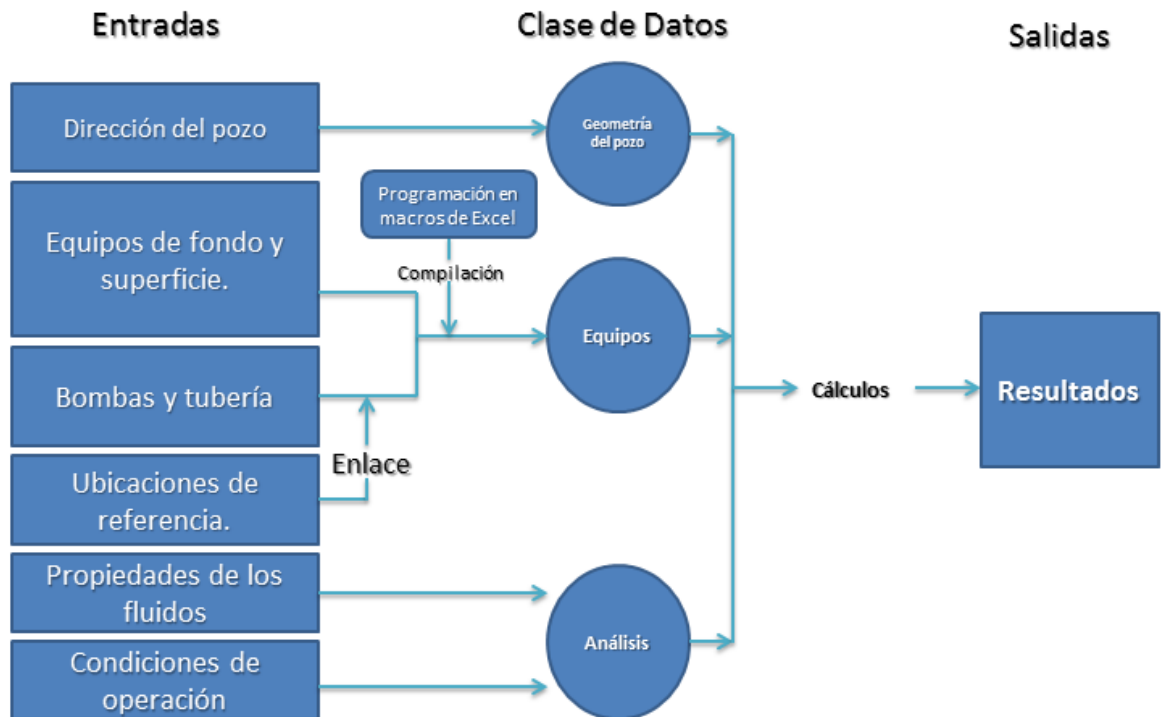 Entradas
Clase de Datos
Salidas
Dirección del pozo
Geometría
del pozo
Programación en
macros de Excel
Equipos de fondo y
superficie.
Compilación
Equipos
Bombas y tubería
Cálculos
Resultados
Enlace
Ubicaciones de
referencia.
Propiedades de los
fluidos
Análisis
Condiciones de
operación